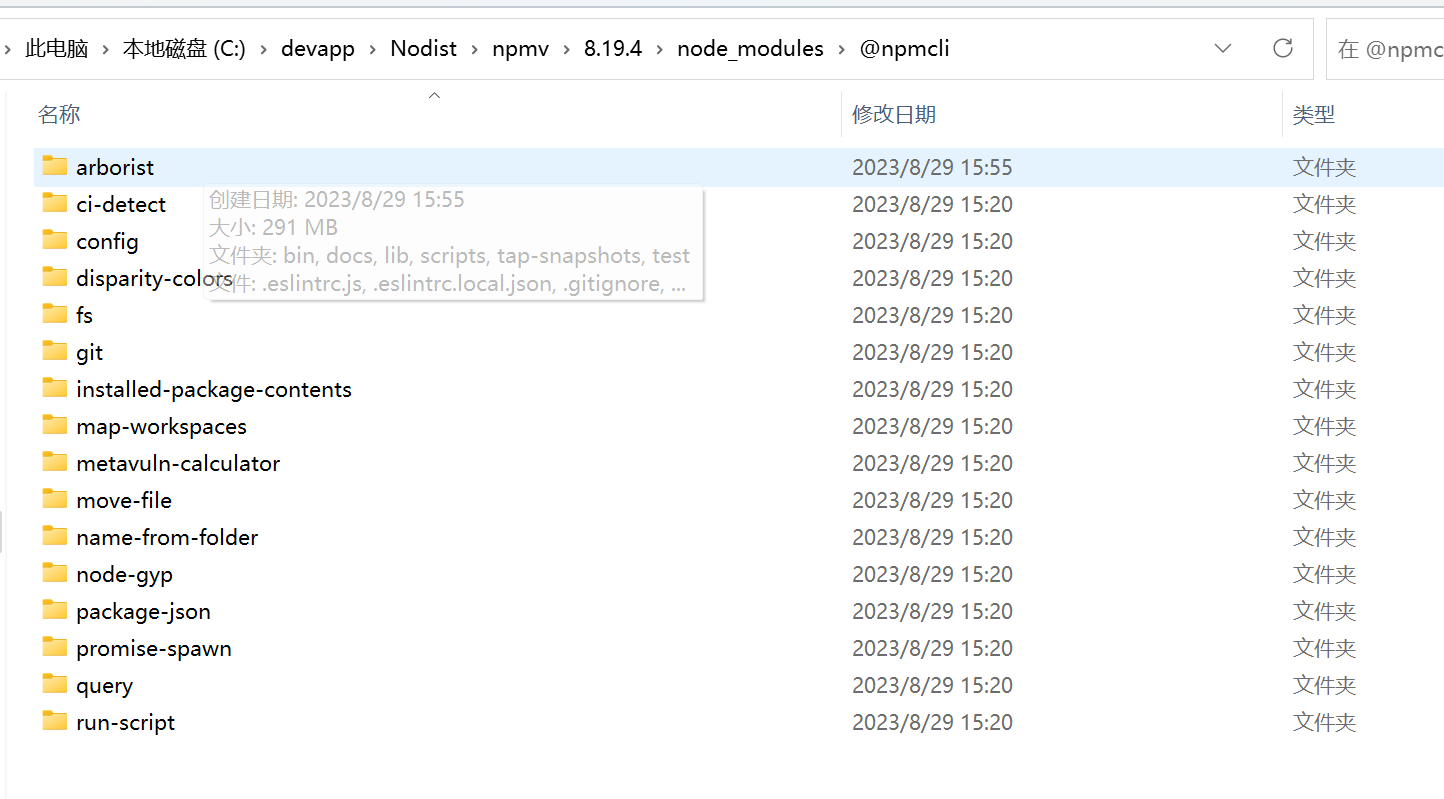 此电脑 › 本地磁盘 (C:) › devapp › Nodist › npmv › 8.19.4 › node_modules › @npmcli
在 @npmc
名称 修改日期 类型
arborist 2023/8/29 15:55 文件夹
创建日期: 2023/8/29 15:55
ci-detect 2023/8/29 15:20 文件夹
大小: 291 MB
config 2023/8/29 15:20 文件夹
文件夹: bin, docs, lib, scripts, tap-snapshots, test
disparity-colors 2023/8/29 15:20 文件夹
文件: .eslintrc.js, .eslintrc.local.json, .gitignore, ...
fs 2023/8/29 15:20 文件夹
git 2023/8/29 15:20 文件夹
installed-package-contents 2023/8/29 15:20 文件夹
map-workspaces 2023/8/29 15:20 文件夹
metavuln-calculator 2023/8/29 15:20 文件夹
move-file 2023/8/29 15:20 文件夹
name-from-folder 2023/8/29 15:20 文件夹
node-gyp 2023/8/29 15:20 文件夹
package-json 2023/8/29 15:20 文件夹
promise-spawn 2023/8/29 15:20 文件夹
query 2023/8/29 15:20 文件夹
run-script 2023/8/29 15:20 文件夹